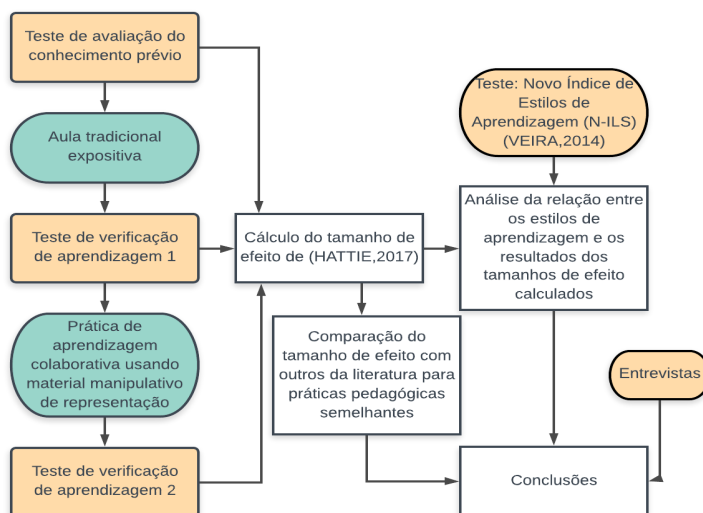 Teste de avaliação do
conhecimento prévio
Aula tradicional
expositiva
Teste de verificação
de aprendizagem 1
Prática de
aprendizagem
colaborativa usando
material manipulativo
de representação
Teste de verificação
de aprendizagem 2
Cálculo do tamanho de
efeito de (HATTIE,2017)
Comparação do
tamanho de efeito com
outros da literatura para
práticas pedagógicas
semelhantes
Teste: Novo Índice de
Estilos de
Aprendizagem (N-ILS)
(VEIRA,2014)
Análise da relação entre
os estilos de
aprendizagem e os
resultados dos
tamanhos de efeito
calculados
Entrevistas
Conclusões